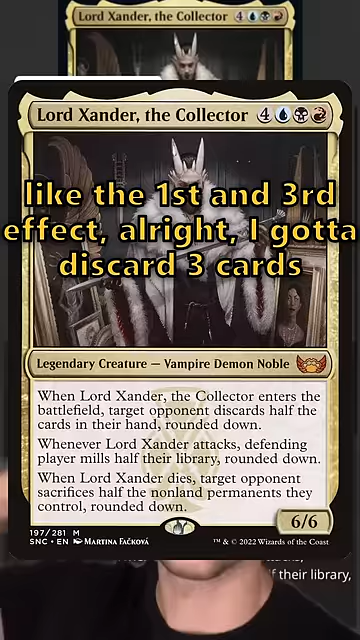 Lord Xander, the Collector 4
Lord Xander, the Collector 4
like the 1st and 3rd
effect, alright, I gotta
discard 3 cards
Legendary Creature — Vampire Demon Noble
When Lord Xander, the Collector enters the
battlefield, target opponent discards half the
cards in their hand, rounded down.
Whenever Lord Xander attacks, defending
player mills half their library, rounded down.
When Lord Xander dies, target opponent
sacrifices half the nonland permanents they
control, rounded down.
6/6
197/281 M
SNC • EN Martina Fačková
™ & © 2022 Wizards of the Coast
f their library,